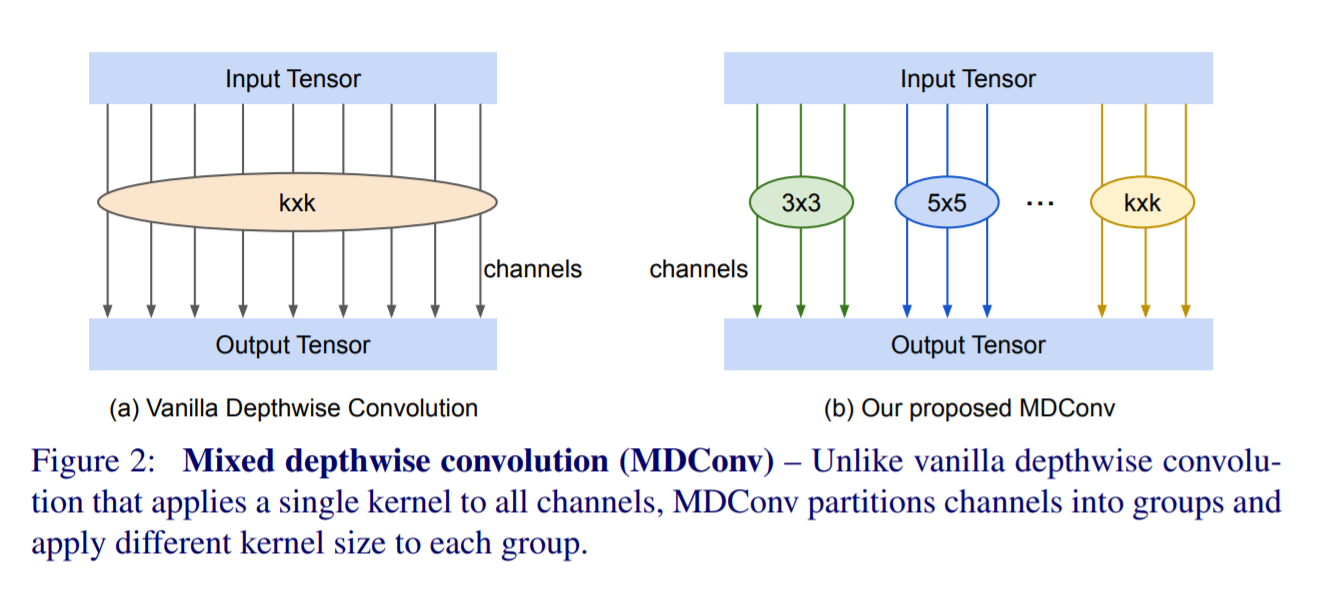 Input Tensor
Input Tensor
kxk
3x3
5x5
...
kxk
channels
channels
Output Tensor
Output Tensor
(a) Vanilla Depthwise Convolution
(b) Our proposed MDConv
Figure 2: Mixed depthwise convolution (MDConv) – Unlike vanilla depthwise convolu-
tion that applies a single kernel to all channels, MDConv partitions channels into groups and
apply different kernel size to each group.